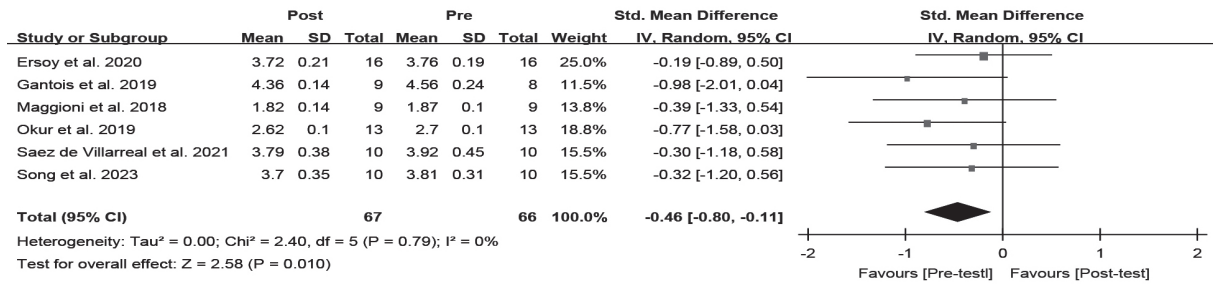 Post Pre Std. Mean Difference Std. Mean Difference
Study or Subgroup Mean SD Total Mean SD Total Weight IV, Random, 95% CI IV, Random, 95% CI
Ersoy et al. 2020 3.72 0.21 16 3.76 0.19 16 25.0% -0.19 [-0.89, 0.50]
Gantois et al. 2019 4.36 0.14 9 4.56 0.24 8 11.5% -0.98 [-2.01, 0.04]
Maggioni et al. 2018 1.82 0.14 9 1.87 0.1 9 13.8% -0.39 [-1.33, 0.54]
Okur et al. 2019 2.62 0.1 13 2.7 0.1 13 18.8% -0.77 [-1.58, 0.03]
Saez de Villarreal et al. 2021 3.79 0.38 10 3.92 0.45 10 15.5% -0.30 [-1.18, 0.58]
Song et al. 2023 3.7 0.35 10 3.81 0.31 10 15.5% -0.32 [-1.20, 0.56]
Total (95% CI) 67 66 100.0% -0.46 [-0.80, -0.11]
Heterogeneity: Tau² = 0.00; Chi² = 2.40, df = 5 (P = 0.79); I² = 0%
Test for overall effect: Z = 2.58 (P = 0.010)
-2 -1 0 1 2
Favours [Pre-testl] Favours [Post-test]